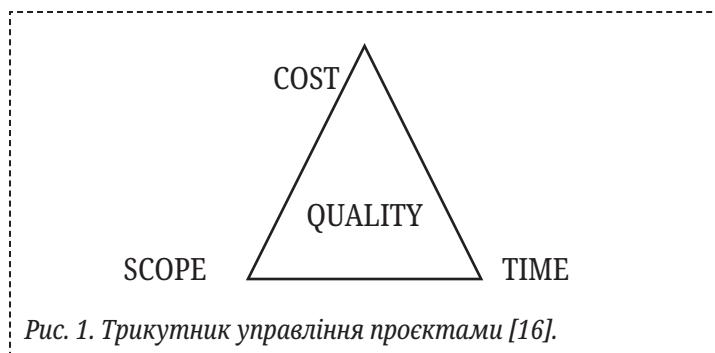 COST
QUALITY
SCOPE TIME
Рис. 1. Трикутник управління проєктами [16].